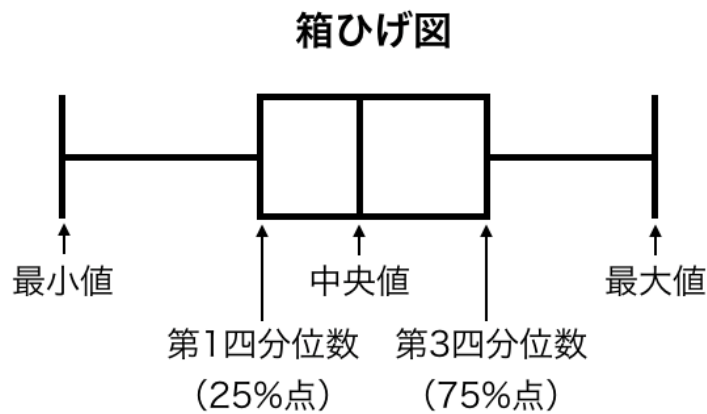 箱ひげ図
最小値
中央値
最大値
第1四分位数
（25%点）
第3四分位数
（75%点）